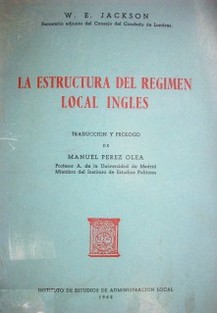 W. E. JACKSON
Secretario adjunto del Consejo del Condado de Londres.
LA ESTRUCTURA DEL REGIMEN
LOCAL INGLES
TRADUCCION Y PROLOGO
DE
MANUEL PEREZ OLEA
Profesor A. de la Universidad de Madrid
Miembro del Instituto de Estudios Políticos
INSTITUTO DE ESTUDIOS DE ADMINISTRACION LOCAL